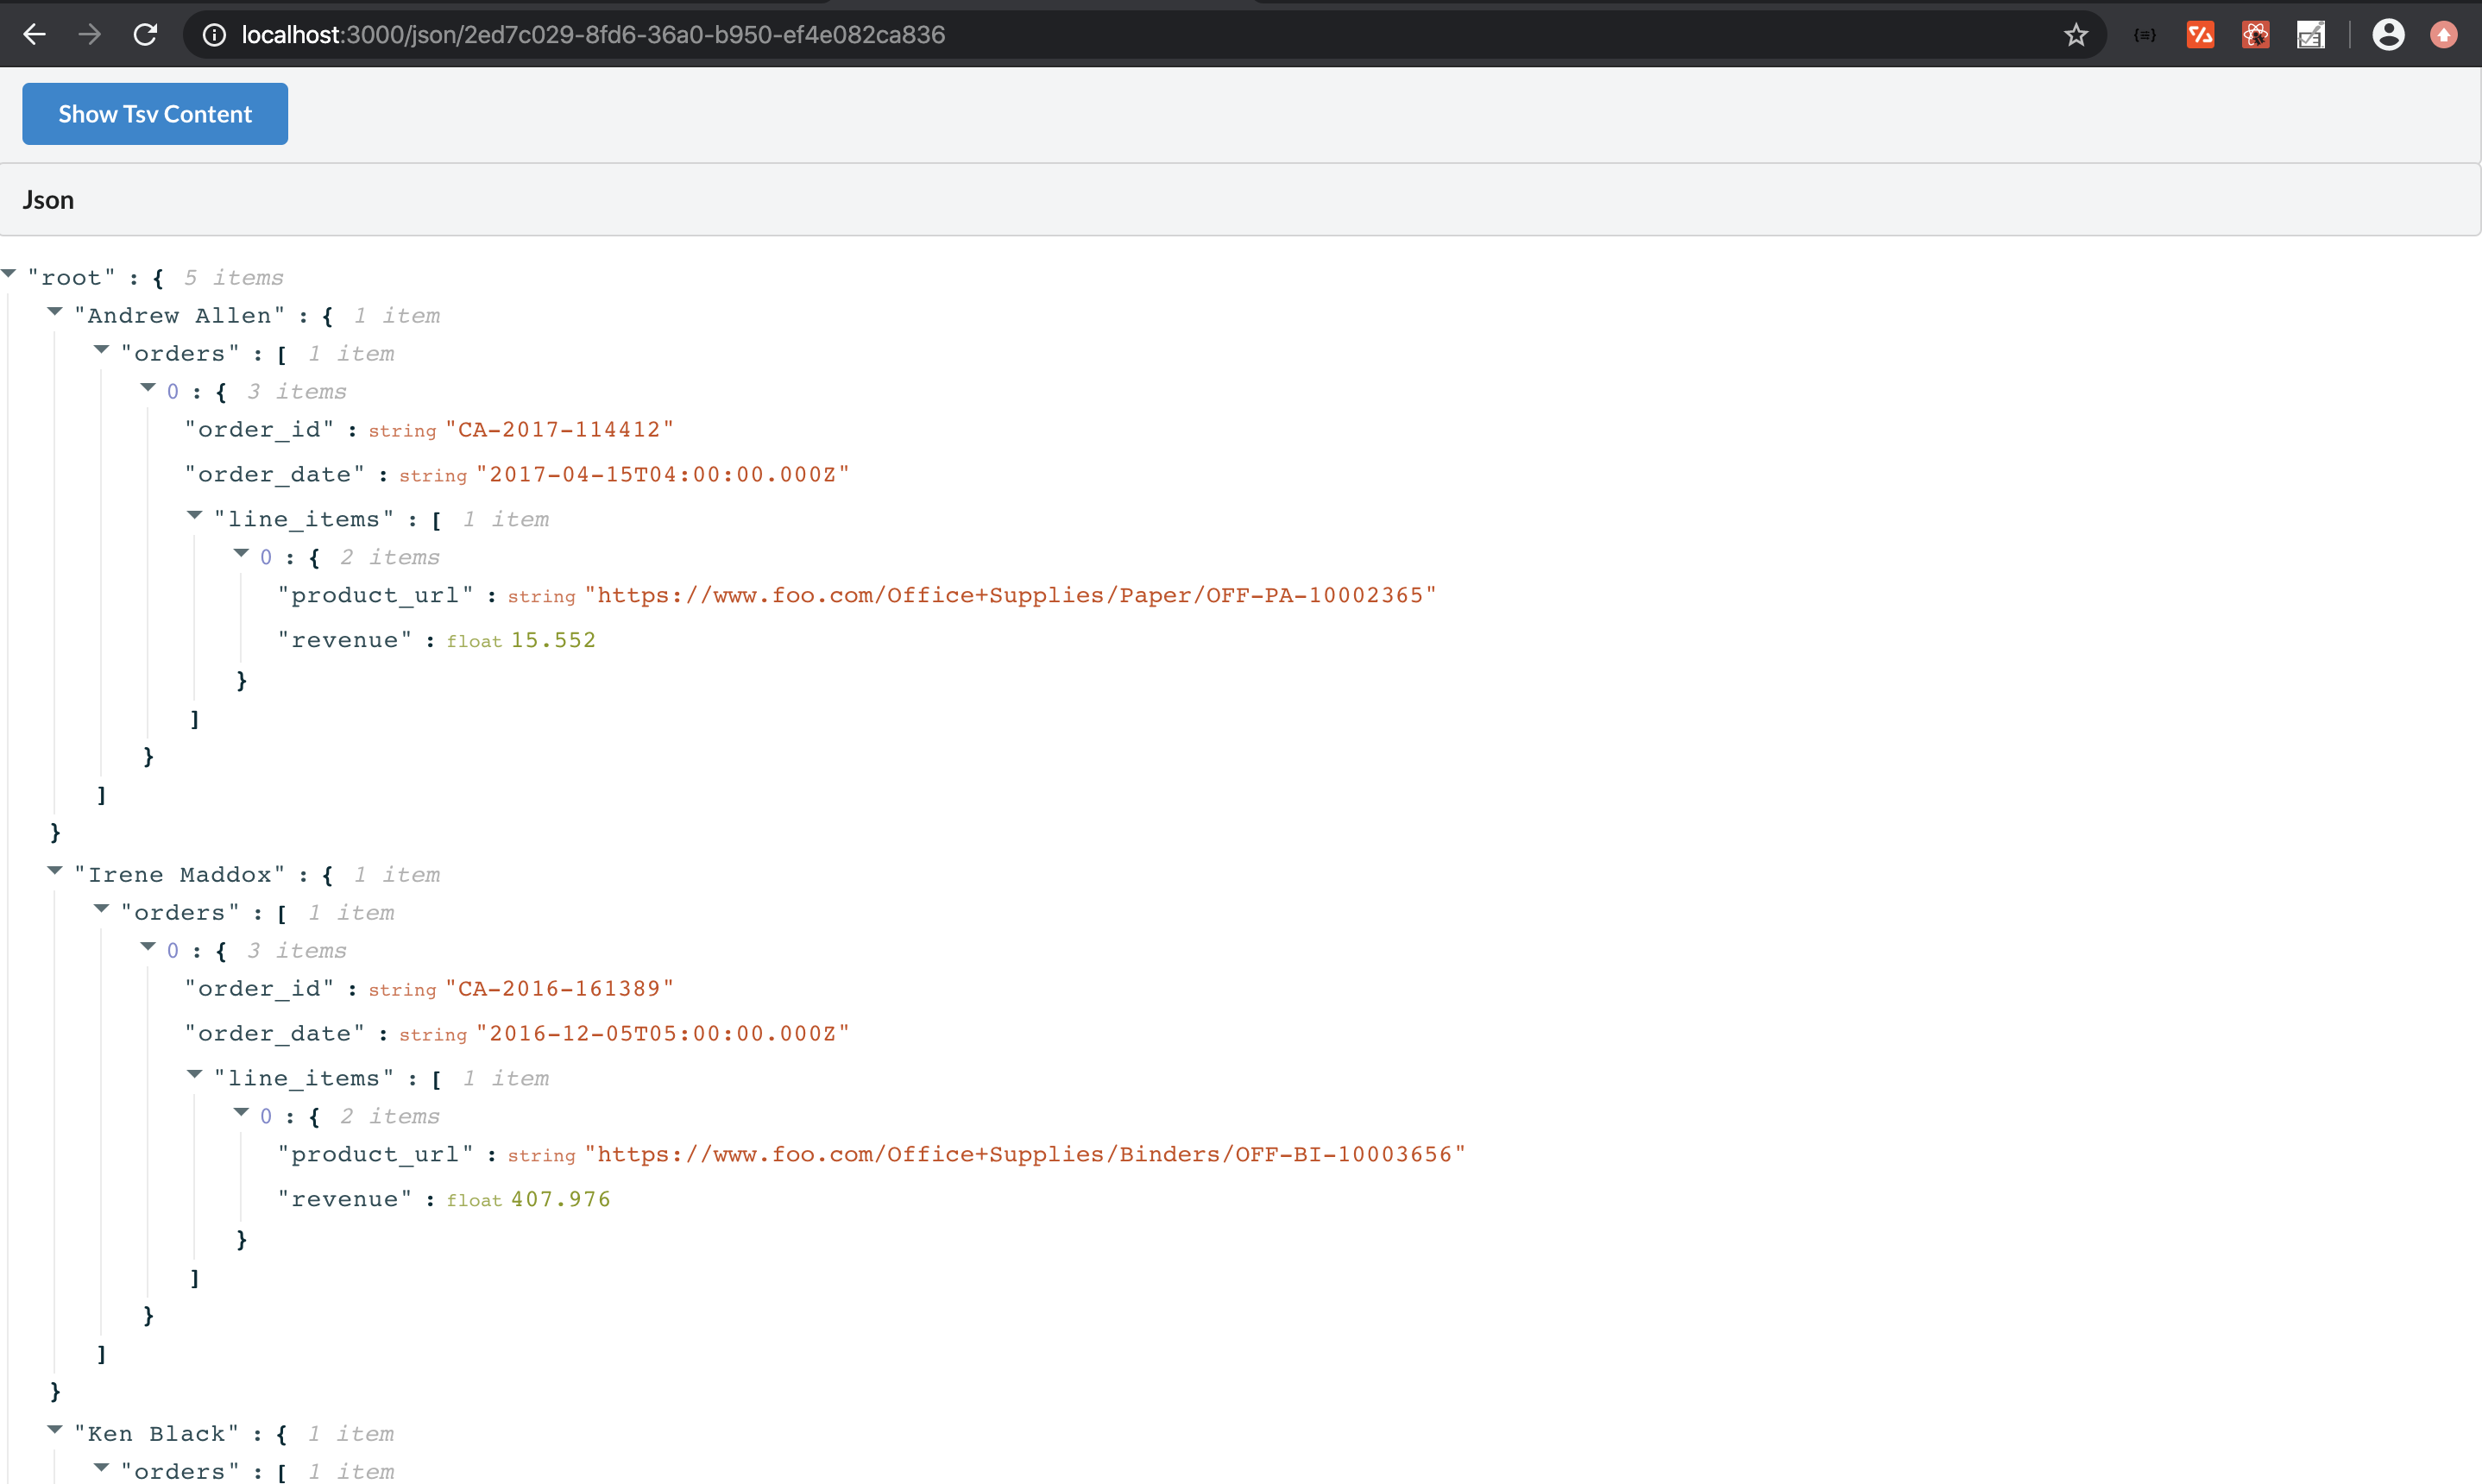 localhost:3000/json/2ed7c029-8fd6-36a0-b950-ef4e082ca836
Show Tsv Content
Json
"root" : { 5 items
"Andrew Allen" : { 1 item
"orders" : [ 1 item
0 : { 3 items
"order_id" : string "CA-2017-114412"
"order_date" : string "2017-04-15T04:00:00.000Z"
"line_items" : [ 1 item
0 : { 2 items
"product_url" : string "https://www.foo.com/Office+Supplies/Paper/OFF-PA-10002365"
"revenue" : float 15.552
}
]
}
]
}
"Irene Maddox" : { 1 item
"orders" : [ 1 item
0 : { 3 items
"order_id" : string "CA-2016-161389"
"order_date" : string "2016-12-05T05:00:00.000Z"
"line_items" : [ 1 item
0 : { 2 items
"product_url" : string "https://www.foo.com/Office+Supplies/Binders/OFF-BI-10003656"
"revenue" : float 407.976
}
]
}
]
}
"Ken Black" : { 1 item
"orders" : [ 1 item